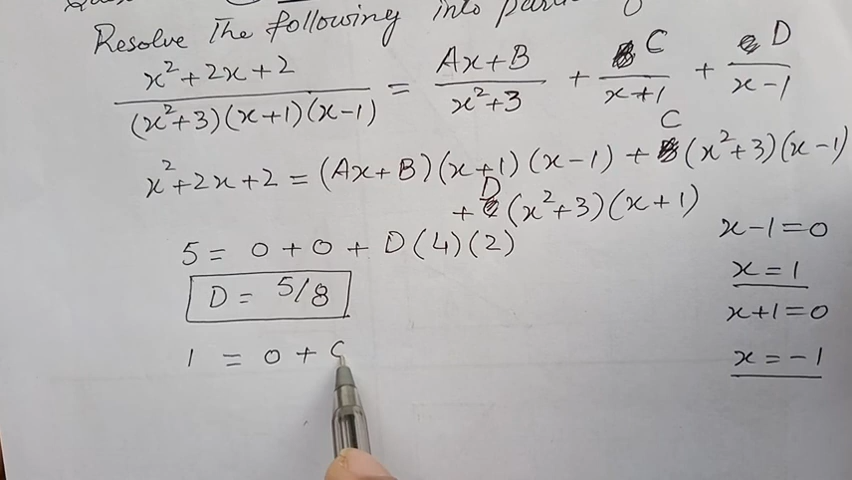 Resolve The following into
x²+2x+2 / (x²+3)(x+1)(x-1) = Ax+B / x²+3 + C / x+1 + D / x-1
x²+2x+2 = (Ax+B)(x+1)(x-1) + C(x²+3)(x-1)
+ D(x²+3)(x+1)
5 = 0 + 0 + D(4)(2)
D = 5/8
1 = 0 + C
x-1=0
x=1
x+1=0
x=-1